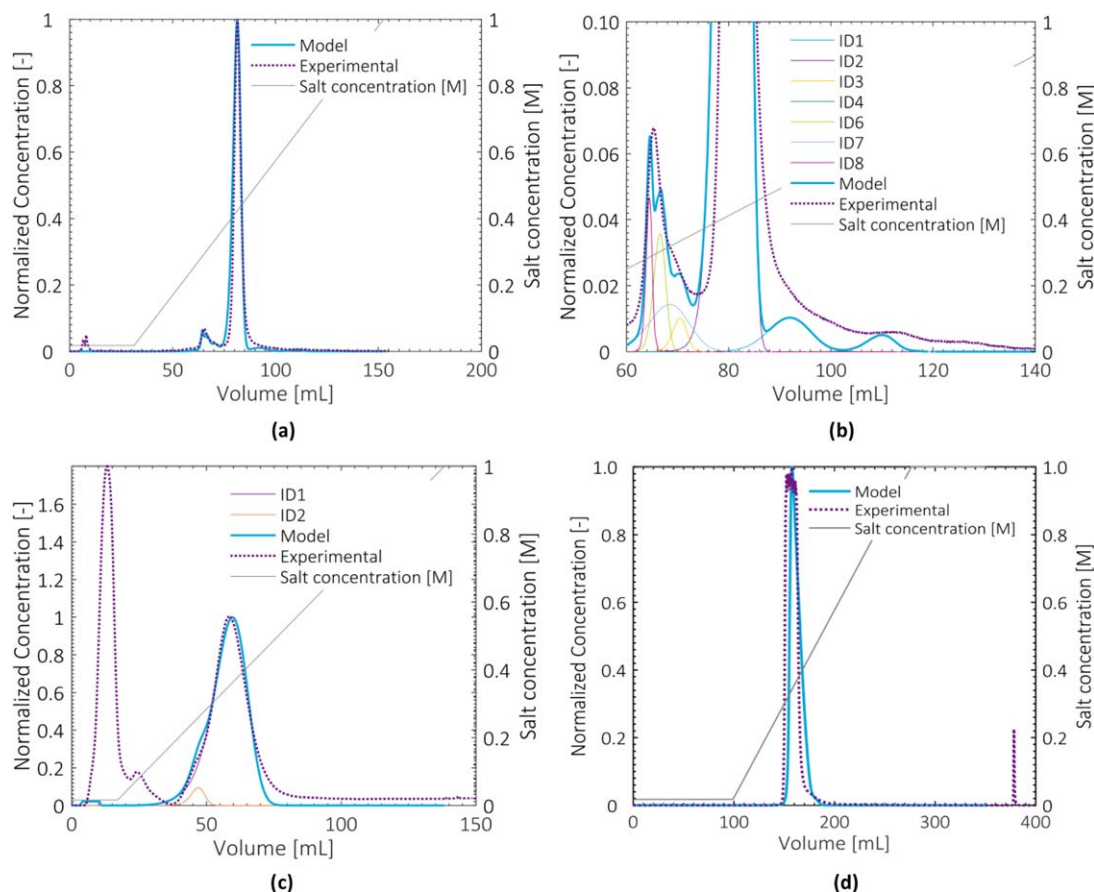 Normalized Concentration [-]
1
0.8
0.6
0.4
0.2
0
Model
Experimental
Salt concentration [M]
1
0.8
0.6
0.4
0.2
0
Salt concentration [M]
0
50
100
150
200
Volume [mL]
(a)
Normalized Concentration [-]
0.10
0.08
0.06
0.04
0.02
0
ID1
ID2
ID3
ID4
ID6
ID7
ID8
Model
Experimental
Salt concentration [M]
1
0.8
0.6
0.4
0.2
0
Salt concentration [M]
60
80
100
120
140
Volume [mL]
(b)
Normalized Concentration [-]
1.6
1.4
1.2
1
0.8
0.6
0.4
0.2
0
ID1
ID2
Model
Experimental
Salt concentration [M]
1
0.8
0.6
0.4
0.2
0
Salt concentration [M]
0
50
100
150
Volume [mL]
(c)
Normalized Concentration [-]
1.0
0.8
0.6
0.4
0.2
0
Model
Experimental
Salt concentration [M]
1.0
0.8
0.6
0.4
0.2
0
Salt concentration [M]
0
100
200
300
400
Volume [mL]
(d)